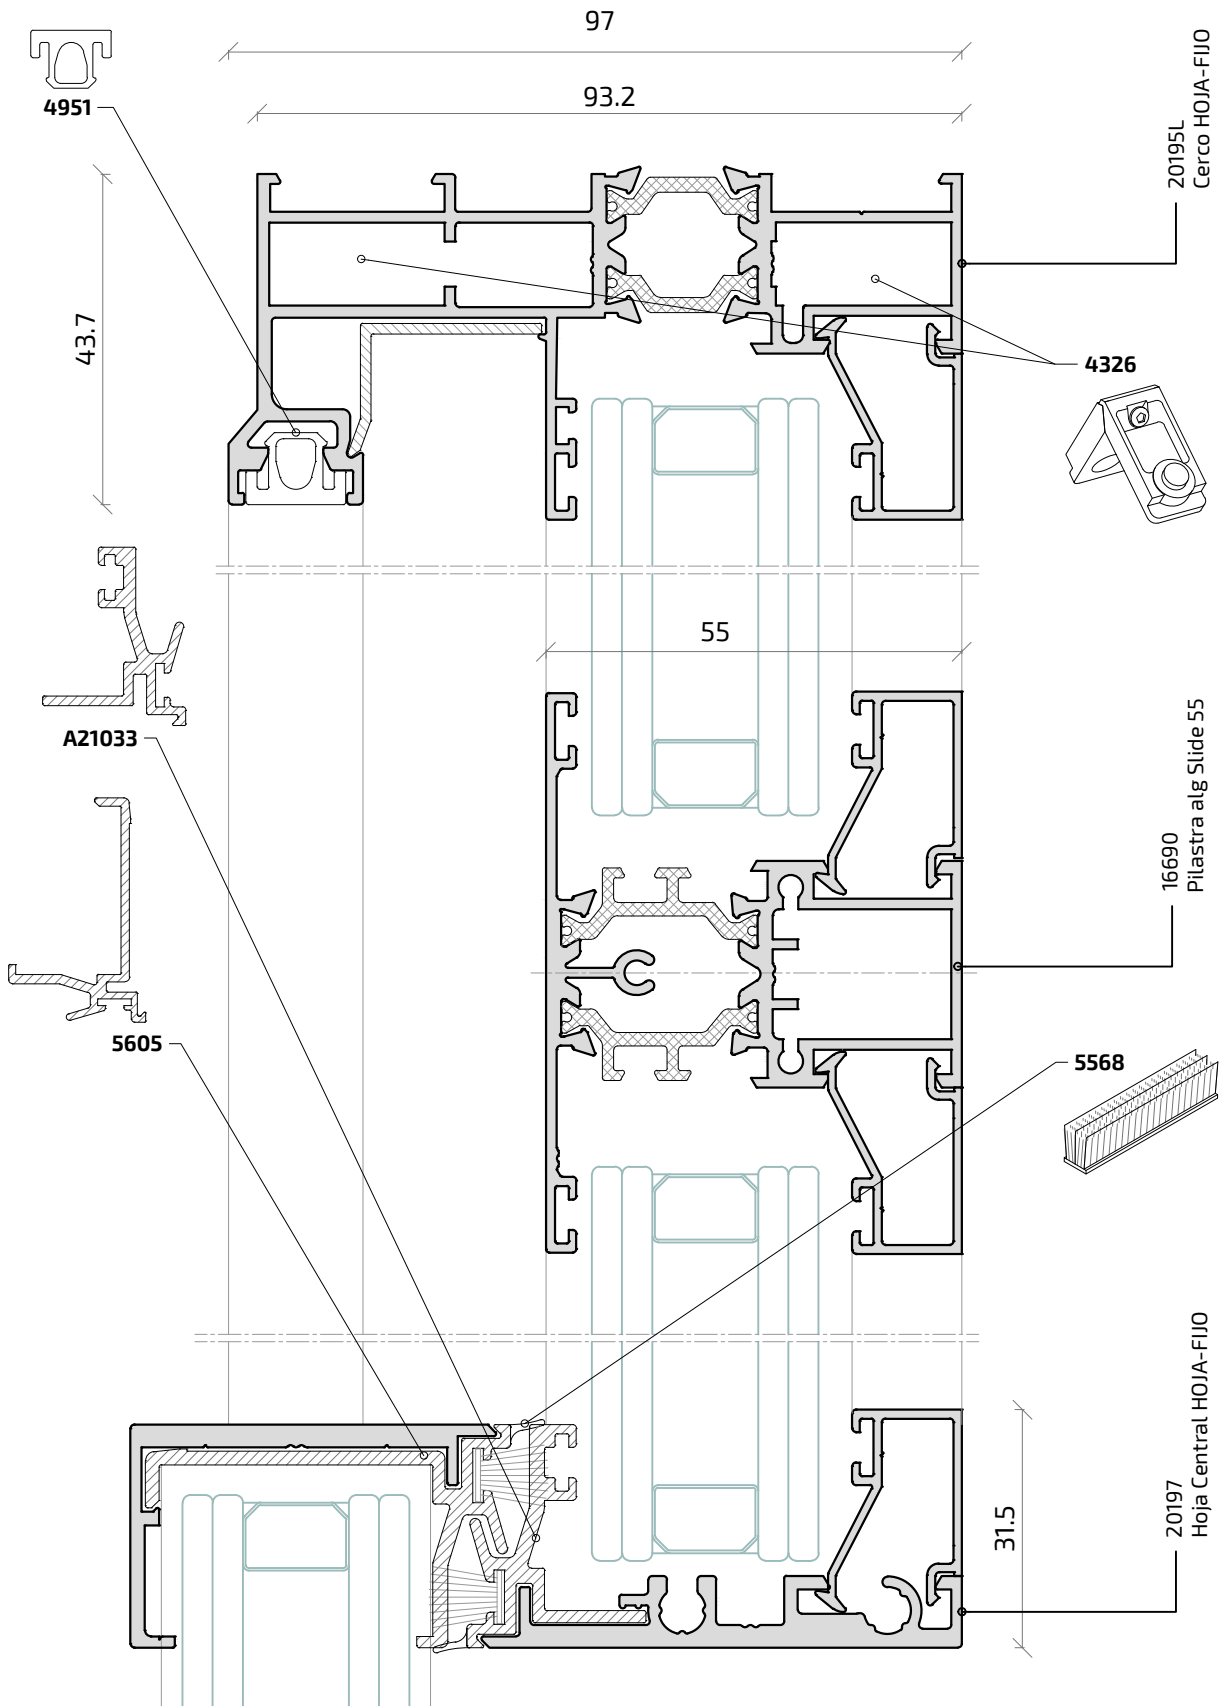 97
93.2
4951
20195L
Cerco HOJA-FIJO
43.7
4326
55
A21033
16690
Pilastra alg Slide 55
5605
5568
20197
Hoja Central HOJA-FIJO
31.5